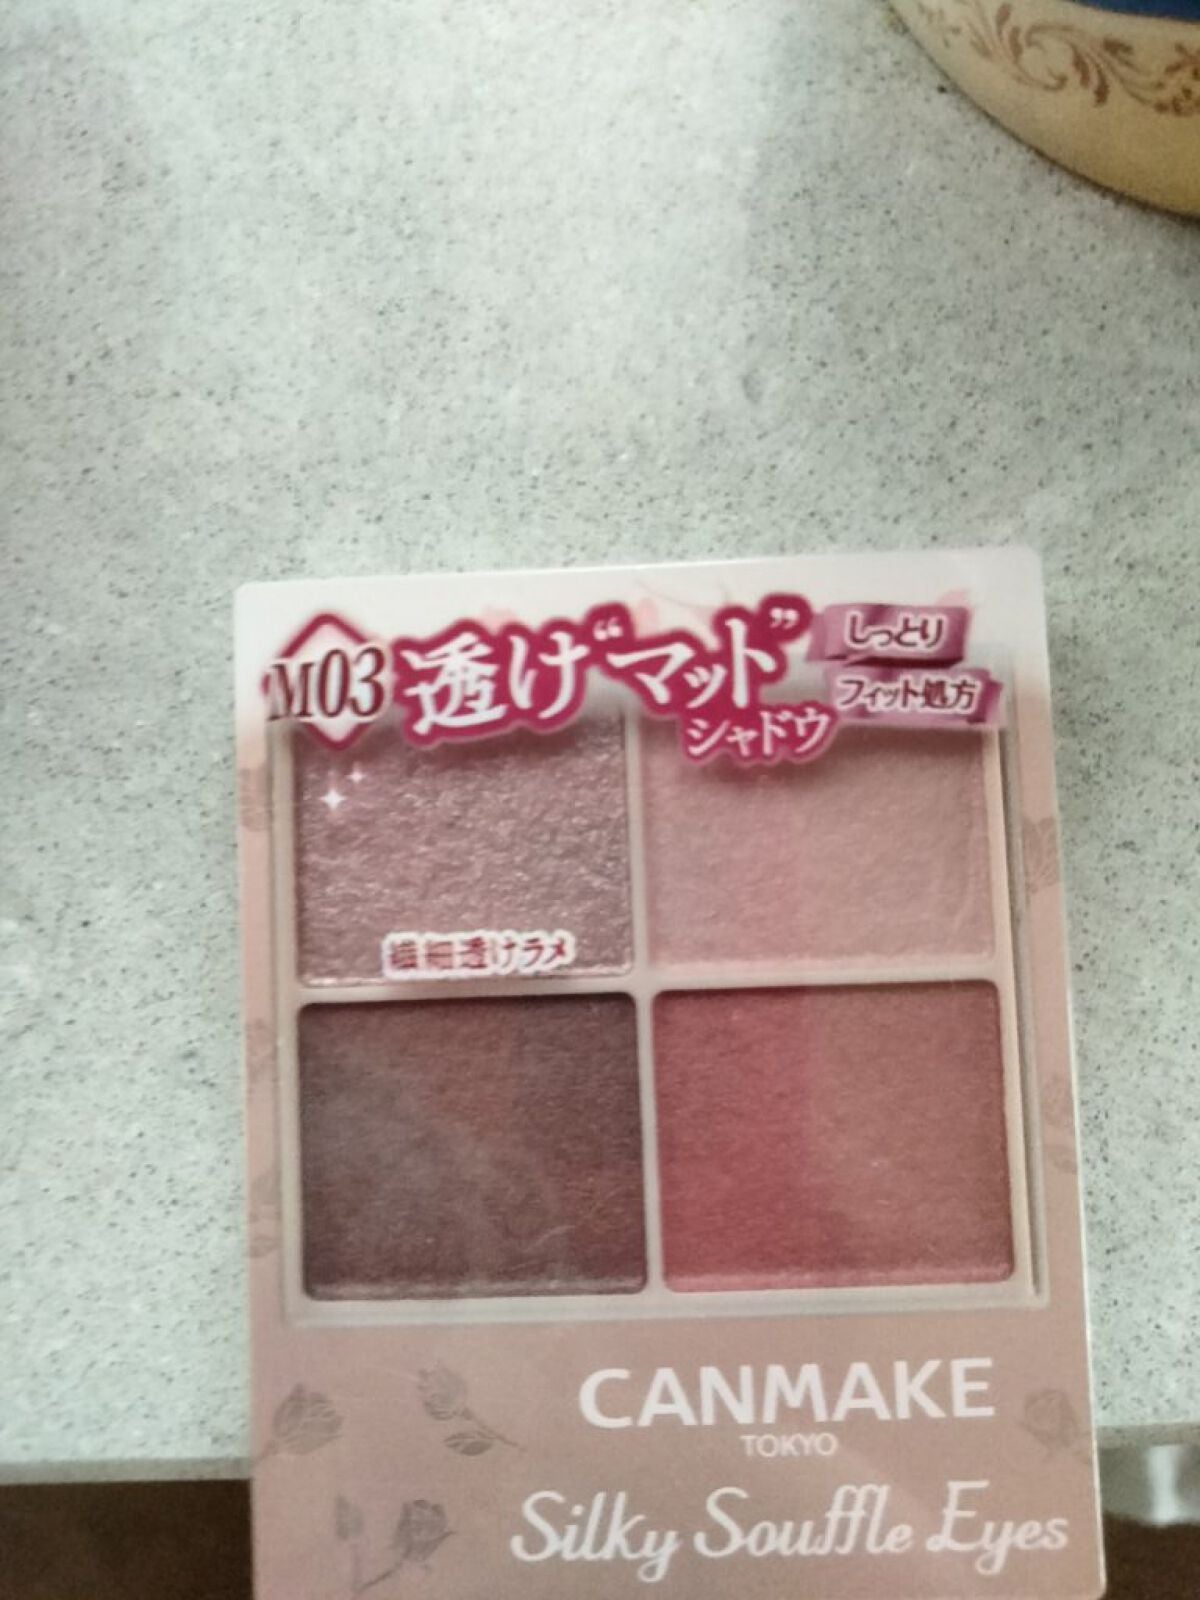 M03
透け“マット”
シャドウ
しっとり
フィット処方
繊細透けラメ
CANMAKE
TOKYO
Silky Souffle Eyes